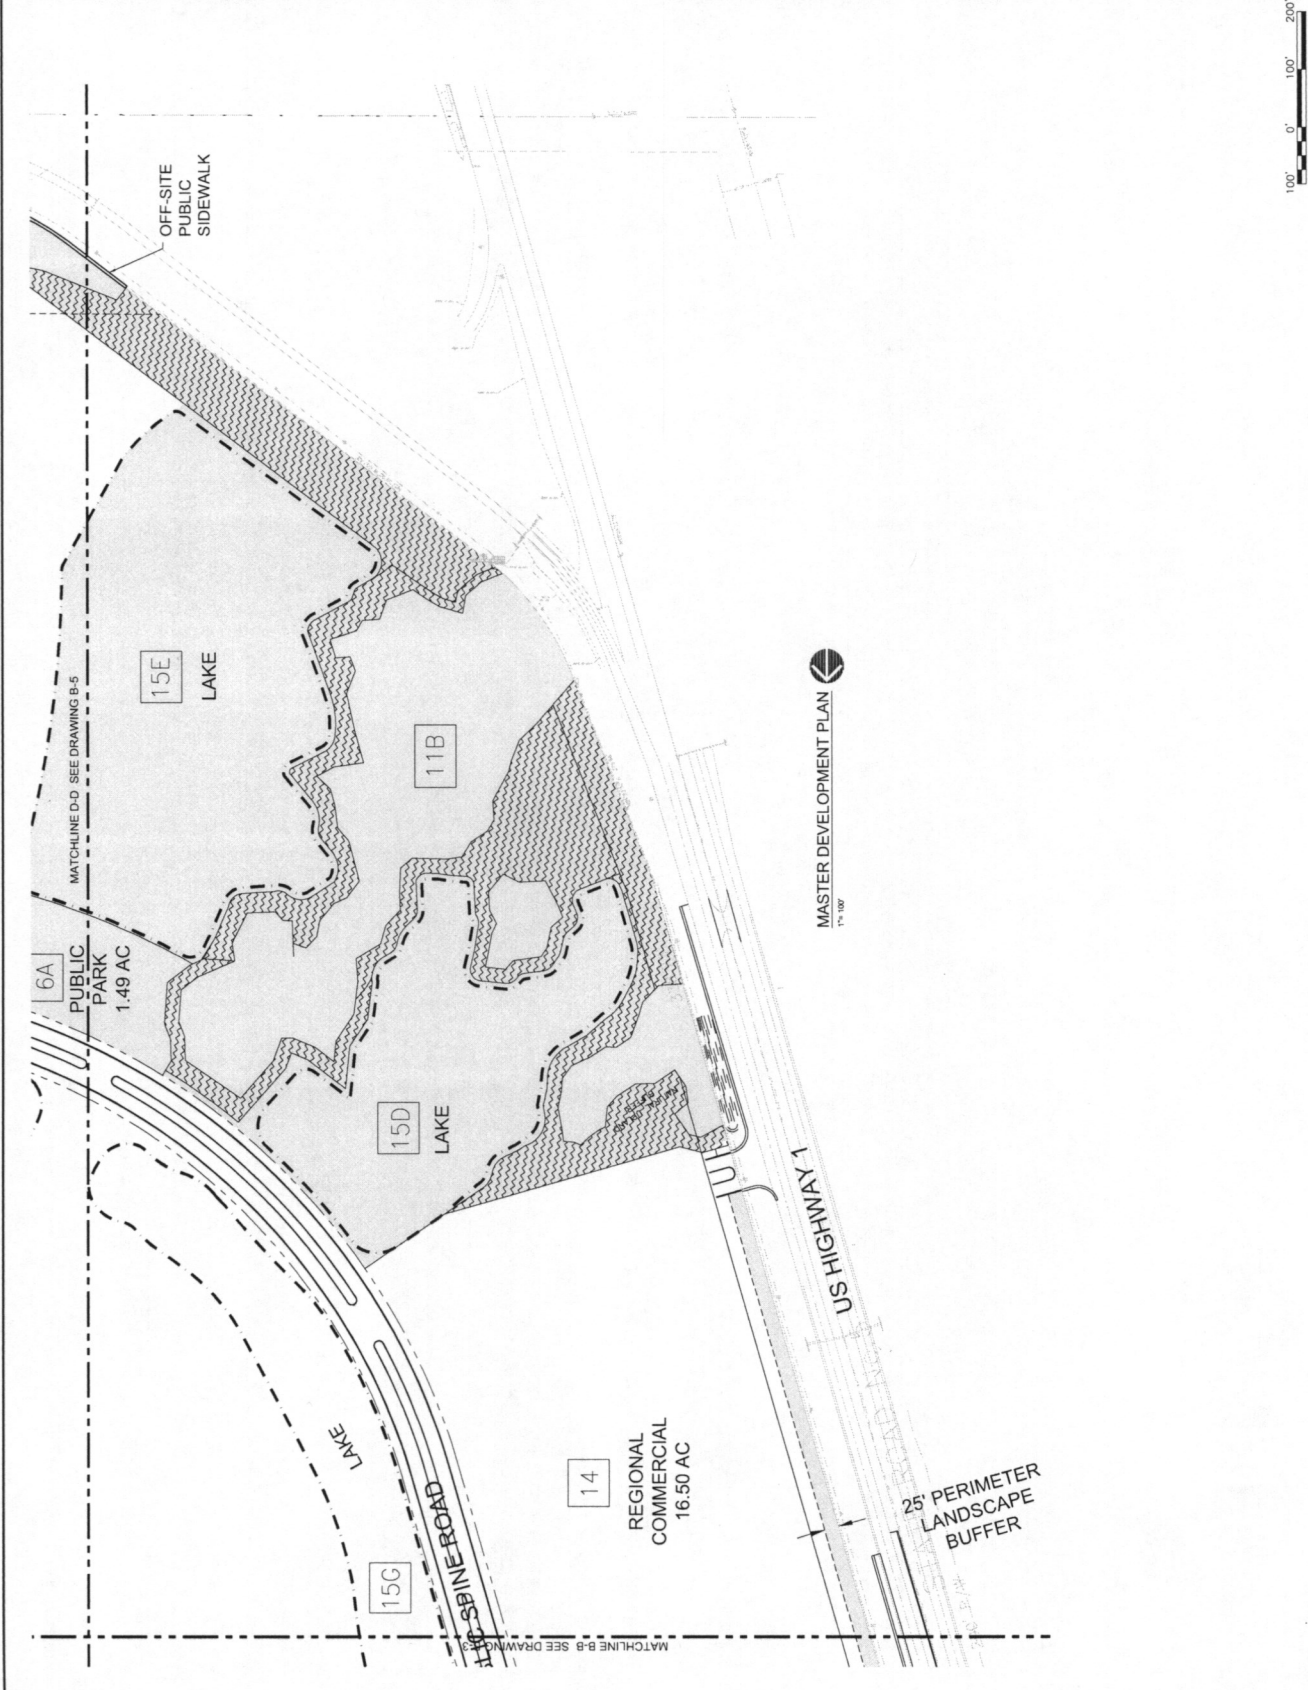 200'
100'
0'
100'
OFF-SITE
PUBLIC
SIDEWALK
MATCHLINE D-D SEE DRAWING B-5
15E
LAKE
11B
6A
PUBLIC
PARK
1.49 AC
15D
LAKE
MASTER DEVELOPMENT PLAN
1"= 100'
US HIGHWAY 1
LAKE
15G
SPINE ROAD
14
REGIONAL
COMMERCIAL
16.50 AC
25' PERIMETER
LANDSCAPE
BUFFER
MATCHLINE B-B SEE DRAWING